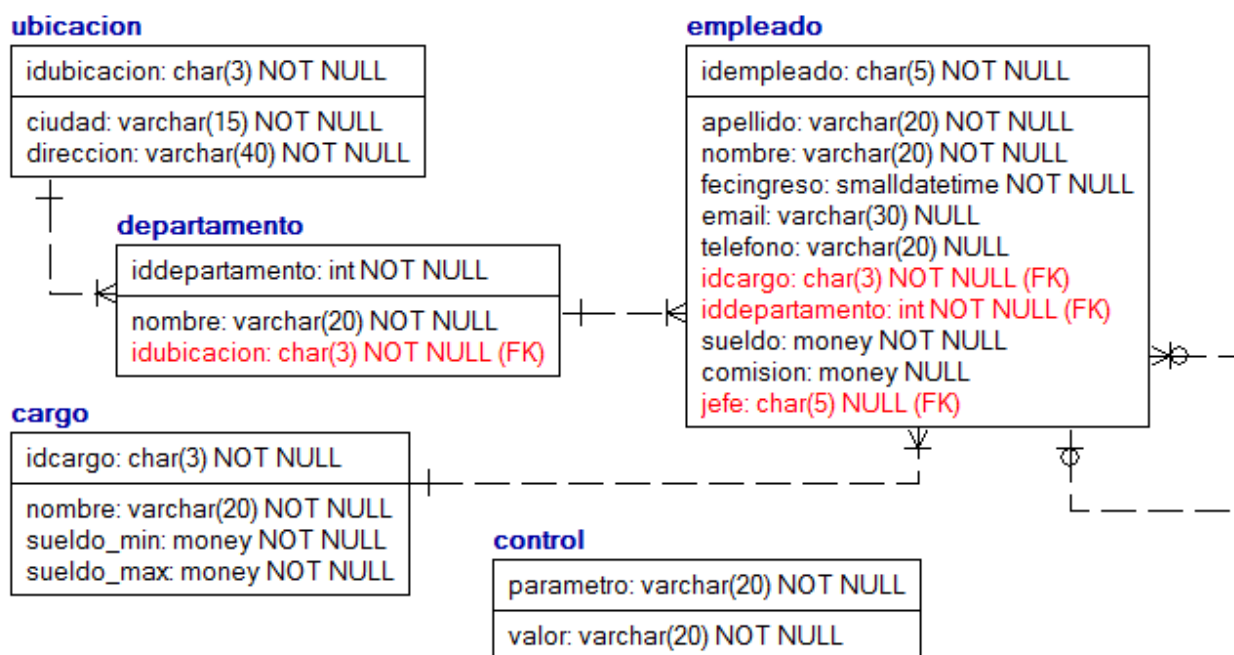 ubicacion
idubicacion: char(3) NOT NULL
ciudad: varchar(15) NOT NULL
direccion: varchar(40) NOT NULL
departamento
iddepartamento: int NOT NULL
nombre: varchar(20) NOT NULL
idubicacion: char(3) NOT NULL (FK)
cargo
idcargo: char(3) NOT NULL
nombre: varchar(20) NOT NULL
sueldo_min: money NOT NULL
sueldo_max: money NOT NULL
empleado
idempleado: char(5) NOT NULL
apellido: varchar(20) NOT NULL
nombre: varchar(20) NOT NULL
fecingreso: smalldatetime NOT NULL
email: varchar(30) NULL
telefono: varchar(20) NULL
idcargo: char(3) NOT NULL (FK)
iddepartamento: int NOT NULL (FK)
sueldo: money NOT NULL
comision: money NULL
jefe: char(5) NULL (FK)
control
parametro: varchar(20) NOT NULL
valor: varchar(20) NOT NULL